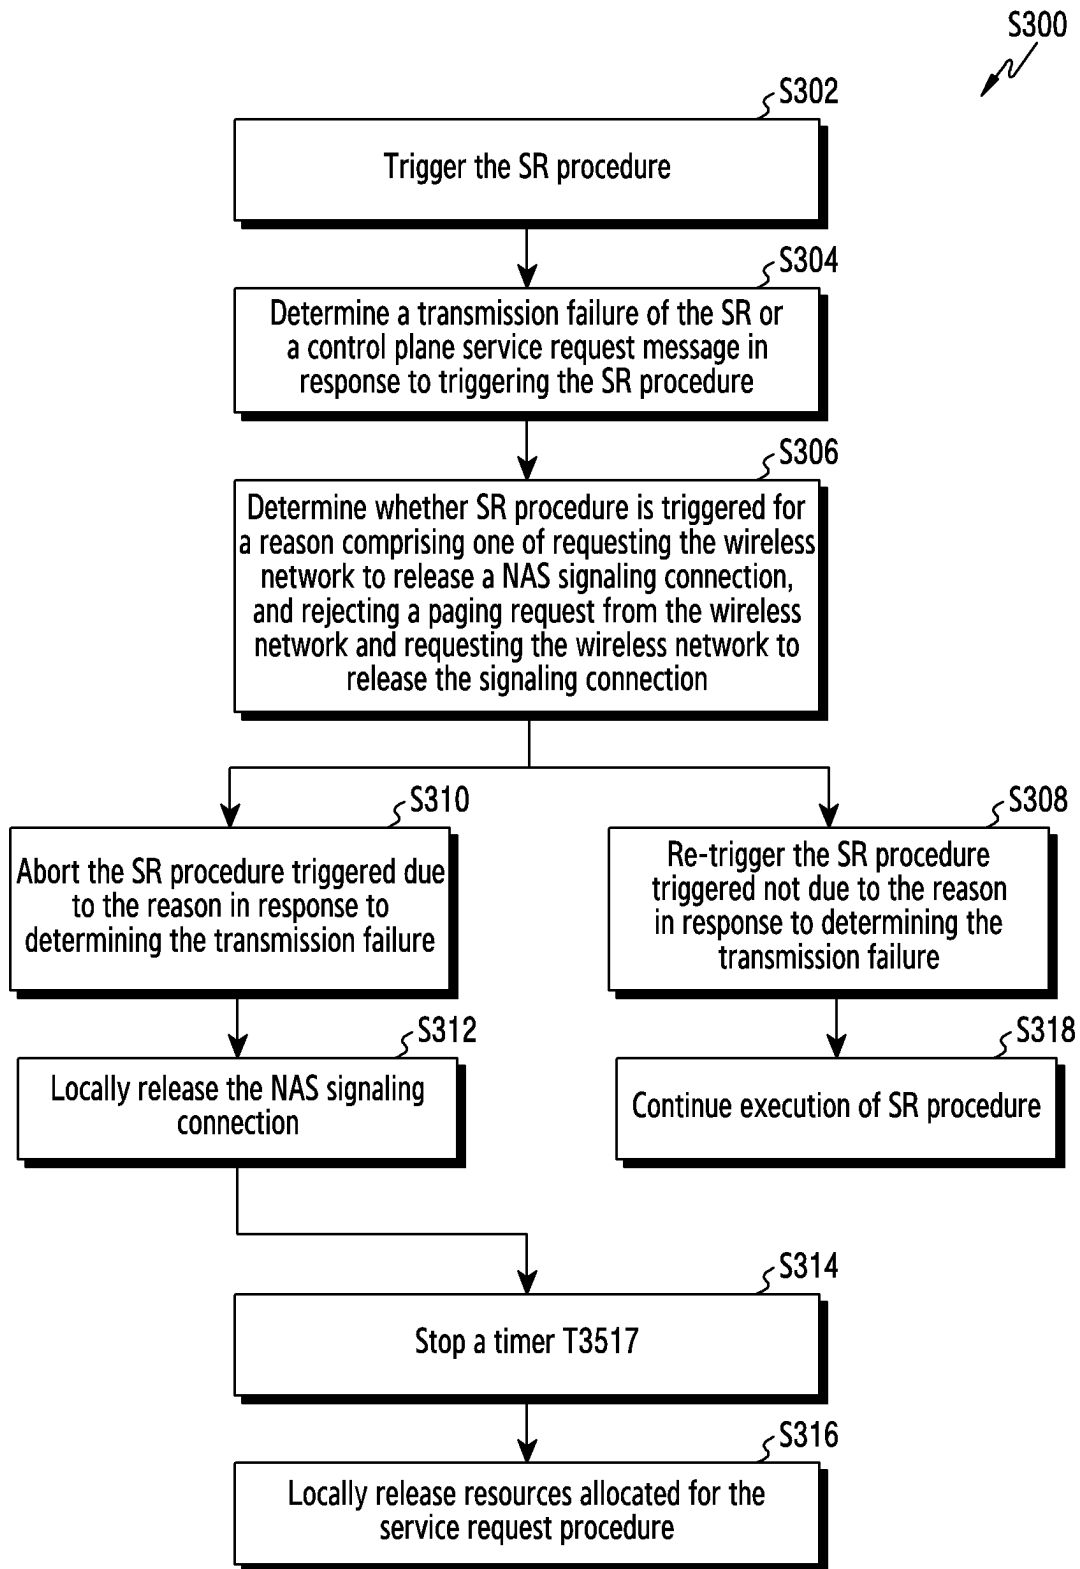 S300
S302
Trigger the SR procedure
S304
Determine a transmission failure of the SR or
a control plane service request message in
response to triggering the SR procedure
S306
Determine whether SR procedure is triggered for
a reason comprising one of requesting the wireless
network to release a NAS signaling connection,
and rejecting a paging request from the wireless
network and requesting the wireless network to
release the signaling connection
S310
Abort the SR procedure triggered due
to the reason in response to
determining the transmission failure
S308
Re-trigger the SR procedure
triggered not due to the reason
in response to determining the
transmission failure
S312
Locally release the NAS signaling
connection
S318
Continue execution of SR procedure
S314
Stop a timer T3517
S316
Locally release resources allocated for the
service request procedure